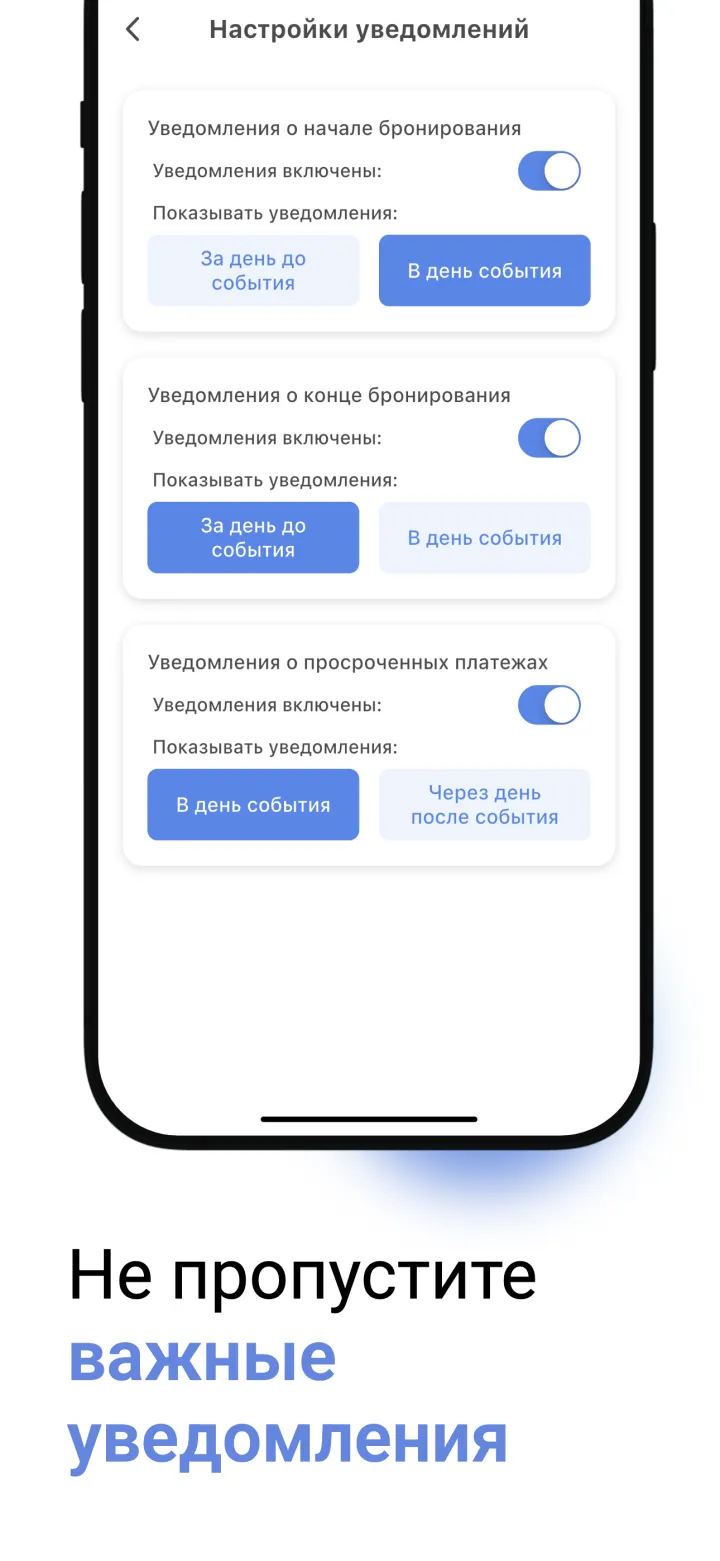 Настройки уведомлений
Уведомления о начале бронирования
Уведомления включены:
Показывать уведомления:
За день до
события
В день события
Уведомления о конце бронирования
Уведомления включены:
Показывать уведомления:
За день до
события
В день события
Уведомления о просроченных платежах
Уведомления включены:
Показывать уведомления:
В день события
Через день
после события
Не пропустите
важные
уведомления